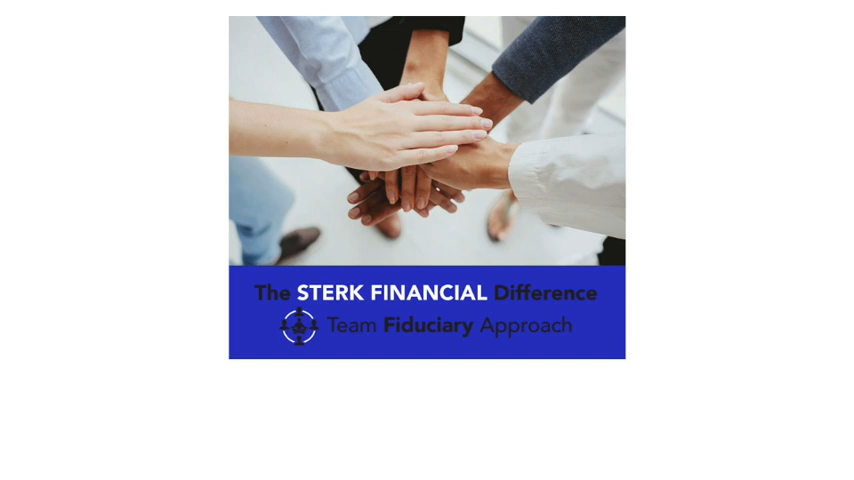 The STERK FINANCIAL Difference
Team Fiduciary Approach